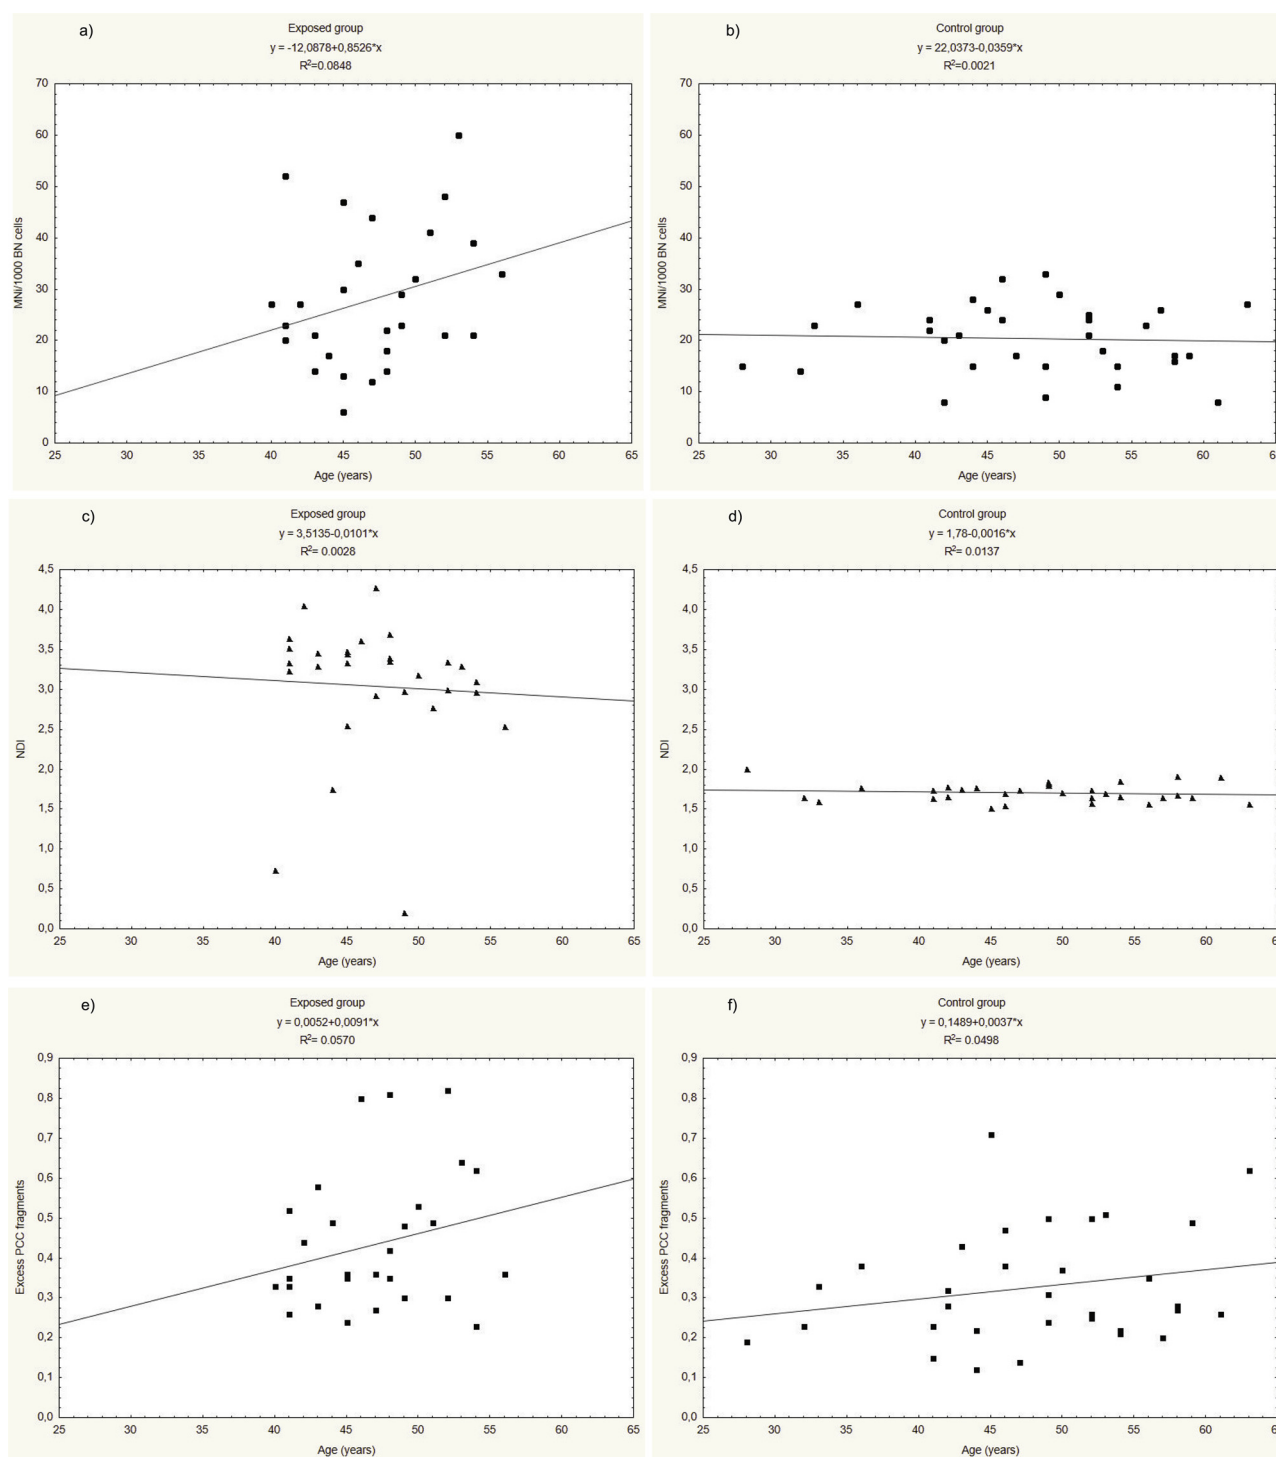 a)
Exposed group
y = -12,0878+0,8526*x
R²=0.0848
MNi/1000 BN cells
70
60
50
40
30
20
10
0
25 30 35 40 45 50 55 60 65
Age (years)
b)
Control group
y = 22,0373-0,0359*x
R²=0.0021
MNi/1000 BN cells
70
60
50
40
30
20
10
0
25 30 35 40 45 50 55 60 65
Age (years)
c)
Exposed group
y = 3,5135-0,0101*x
R²= 0.0028
NDI
4,5
4,0
3,5
3,0
2,5
2,0
1,5
1,0
0,5
0,0
25 30 35 40 45 50 55 60 65
Age (years)
d)
Control group
y = 1,78-0,0016*x
R²= 0.0137
NDI
4,5
4,0
3,5
3,0
2,5
2,0
1,5
1,0
0,5
0,0
25 30 35 40 45 50 55 60 65
Age (years)
e)
Exposed group
y = 0,0052+0,0091*x
R²= 0.0570
Excess PCC fragments
0,9
0,8
0,7
0,6
0,5
0,4
0,3
0,2
0,1
0,0
25 30 35 40 45 50 55 60 65
Age (years)
f)
Control group
y = 0,1489+0,0037*x
R²= 0.0498
Excess PCC fragments
0,9
0,8
0,7
0,6
0,5
0,4
0,3
0,2
0,1
0,0
25 30 35 40 45 50 55 60 65
Age (years)